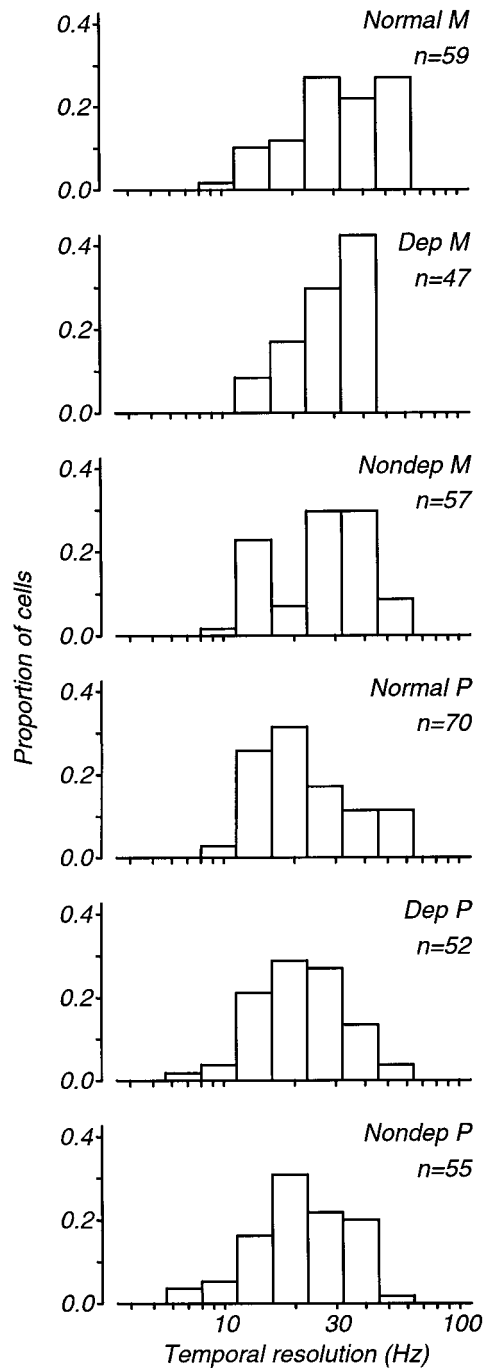 Normal M
n=59
0.4
0.2
0.0
Dep M
n=47
0.4
0.2
0.0
Nondep M
n=57
0.4
0.2
0.0
Proportion of cells
Normal P
n=70
0.4
0.2
0.0
Dep P
n=52
0.4
0.2
0.0
Nondep P
n=55
0.4
0.2
0.0
10 30 100
Temporal resolution (Hz)